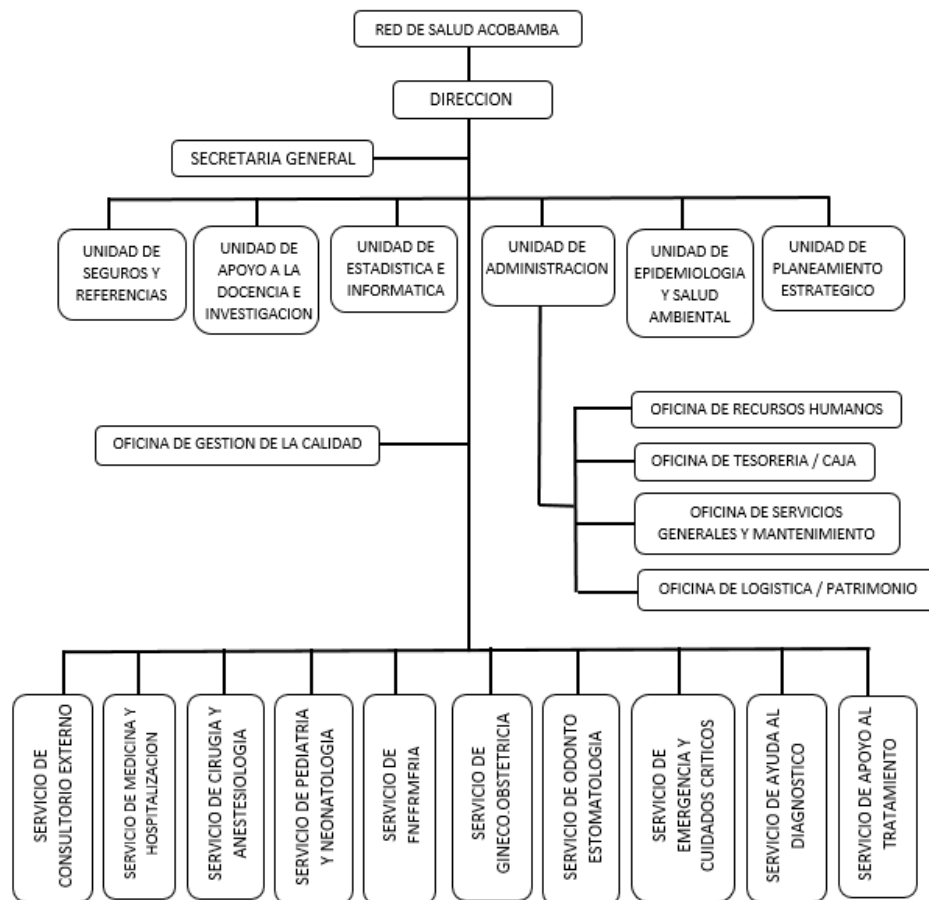 RED DE SALUD ACOBAMBA
DIRECCION
SECRETARIA GENERAL
UNIDAD DE
SEGUROS Y
REFERENCIAS
UNIDAD DE
APOYO A LA
DOCENCIA E
INVESTIGACION
UNIDAD DE
ESTADISTICA E
INFORMATICA
UNIDAD DE
ADMINISTRACION
UNIDAD DE
EPIDEMIOLOGIA
Y SALUD
AMBIENTAL
UNIDAD DE
PLANEAMIENTO
ESTRATEGICO
OFICINA DE RECURSOS HUMANOS
OFICINA DE GESTION DE LA CALIDAD
OFICINA DE TESORERIA / CAJA
OFICINA DE SERVICIOS
GENERALES Y MANTENIMIENTO
OFICINA DE LOGISTICA / PATRIMONIO
SERVICIO DE
CONSULTORIO EXTERNO
SERVICIO DE MEDICINA Y
HOSPITALIZACION
SERVICIO DE CIRUGIA Y
ANESTESIOLOGIA
SERVICIO DE PEDIATRIA
Y NEONATOLOGIA
SERVICIO DE
FNFFRMFRIA
SERVICIO DE
GINECO.OBSTETRICIA
SERVICIO DE ODONTO
ESTOMATOLOGIA
SERVICIO DE
EMERGENCIA Y
CUIDADOS CRITICOS
SERVICIO DE AYUDA AL
DIAGNOSTICO
SERVICIO DE APOYO AL
TRATAMIENTO